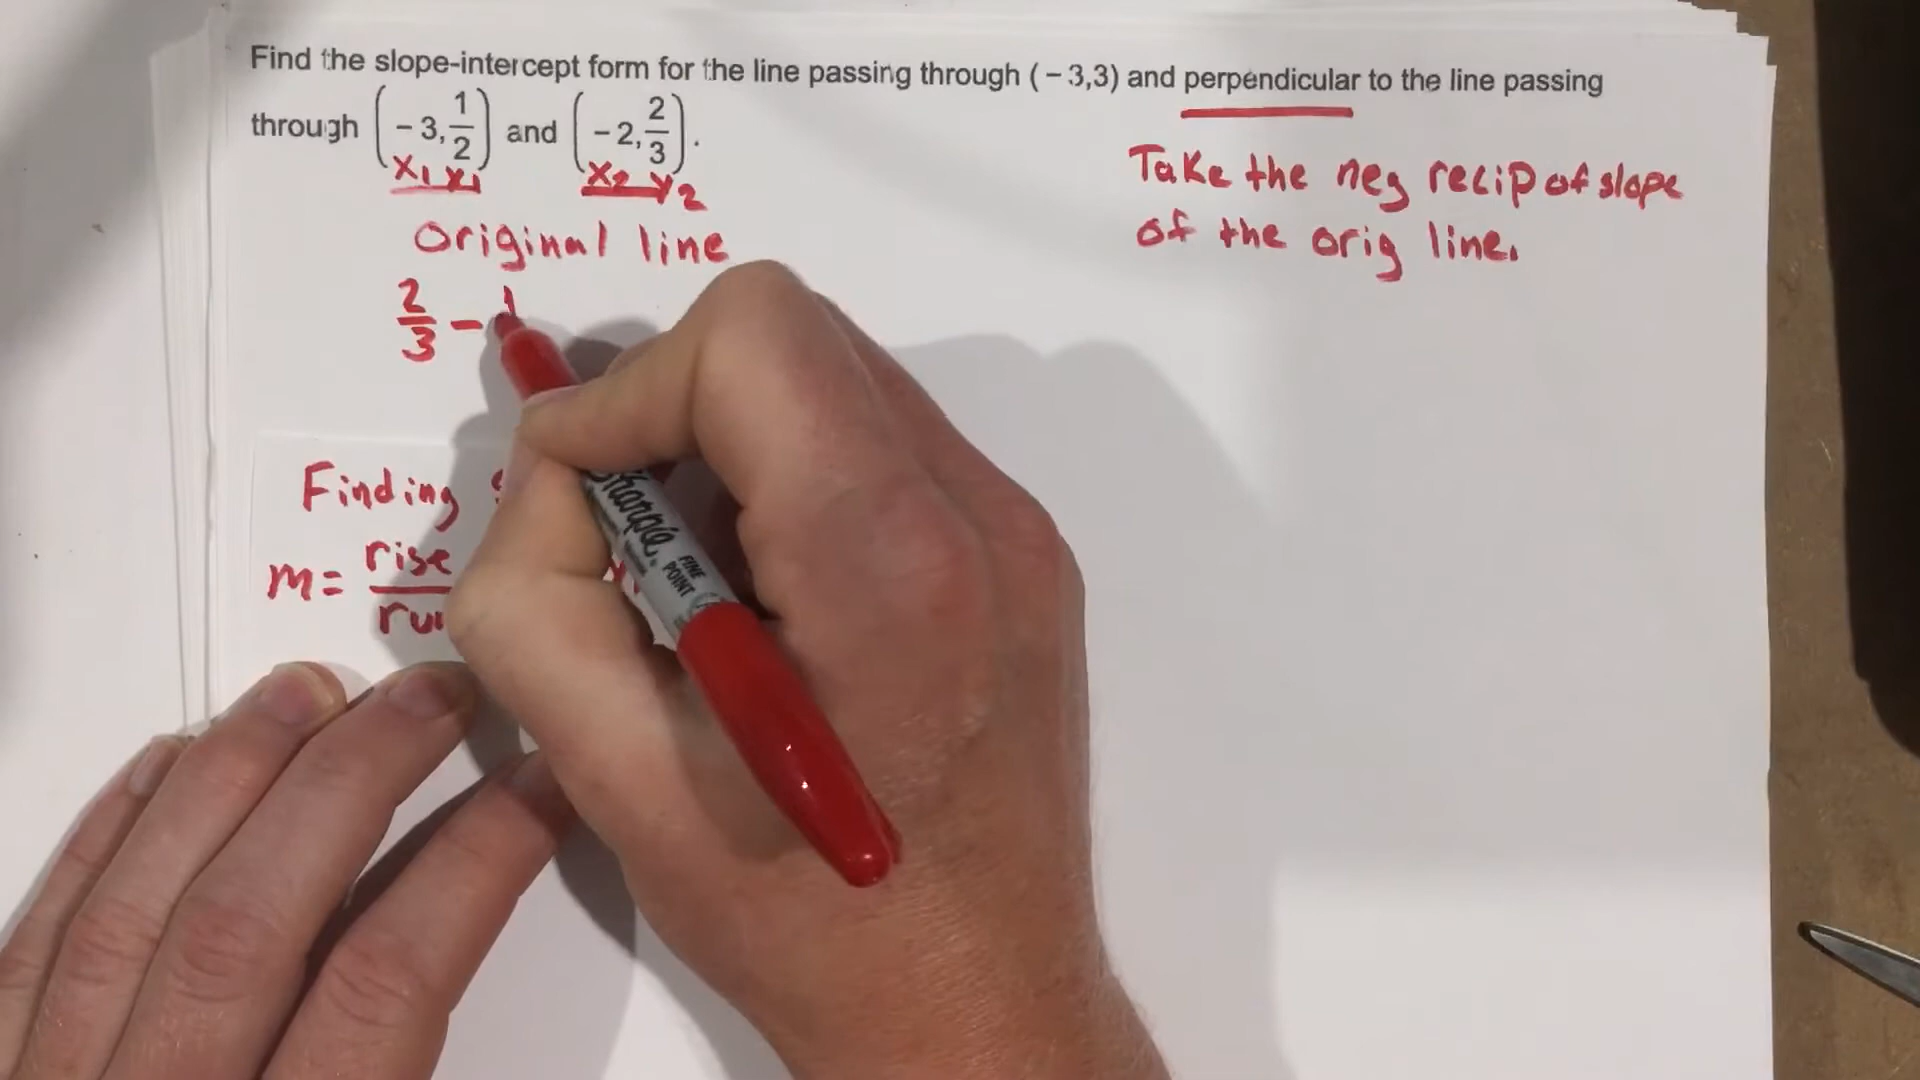 Find the slope-intercept form for the line passing through (-3,3) and perpendicular to the line passing
through (-3, 1/2) and (-2, 2/3).
x1 y1 x2 y2
Take the neg recip of slope
of the orig line.
original line
2/3 - 1
Finding
m= rise
run
Sharpie
FINE
POINT